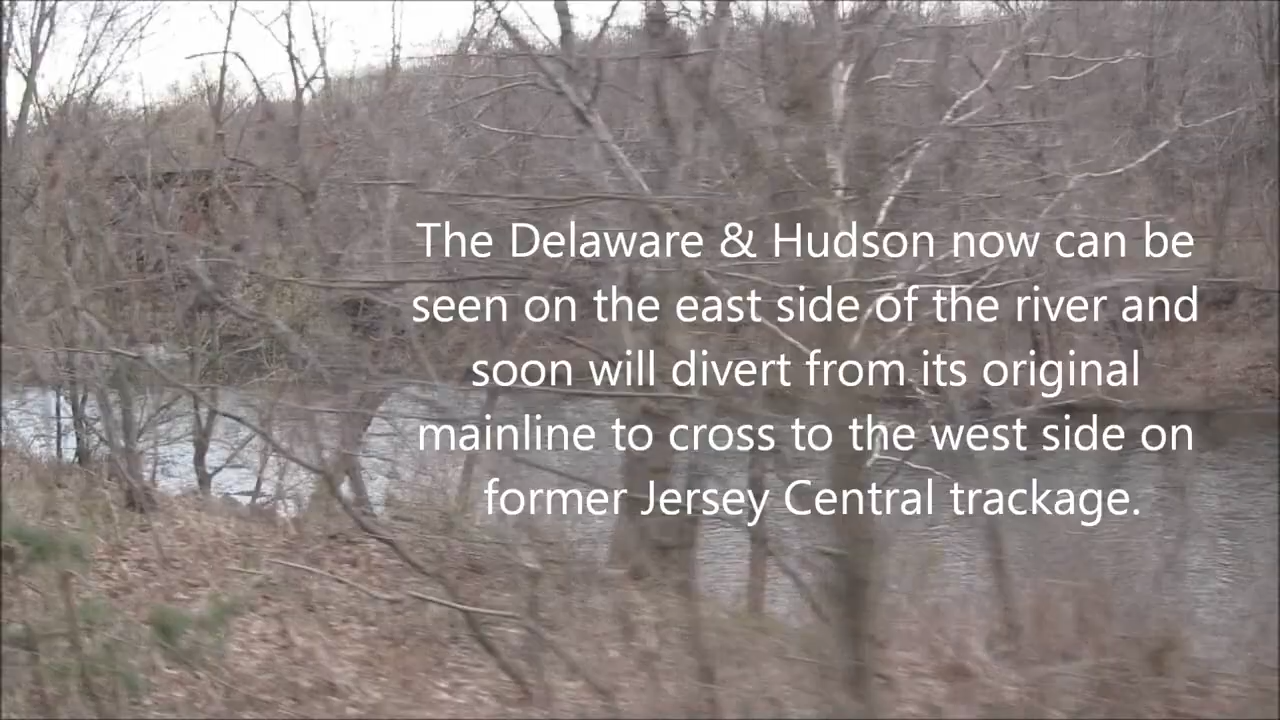 The Delaware & Hudson now can be
seen on the east side of the river and
soon will divert from its original
mainline to cross to the west side on
former Jersey Central trackage.